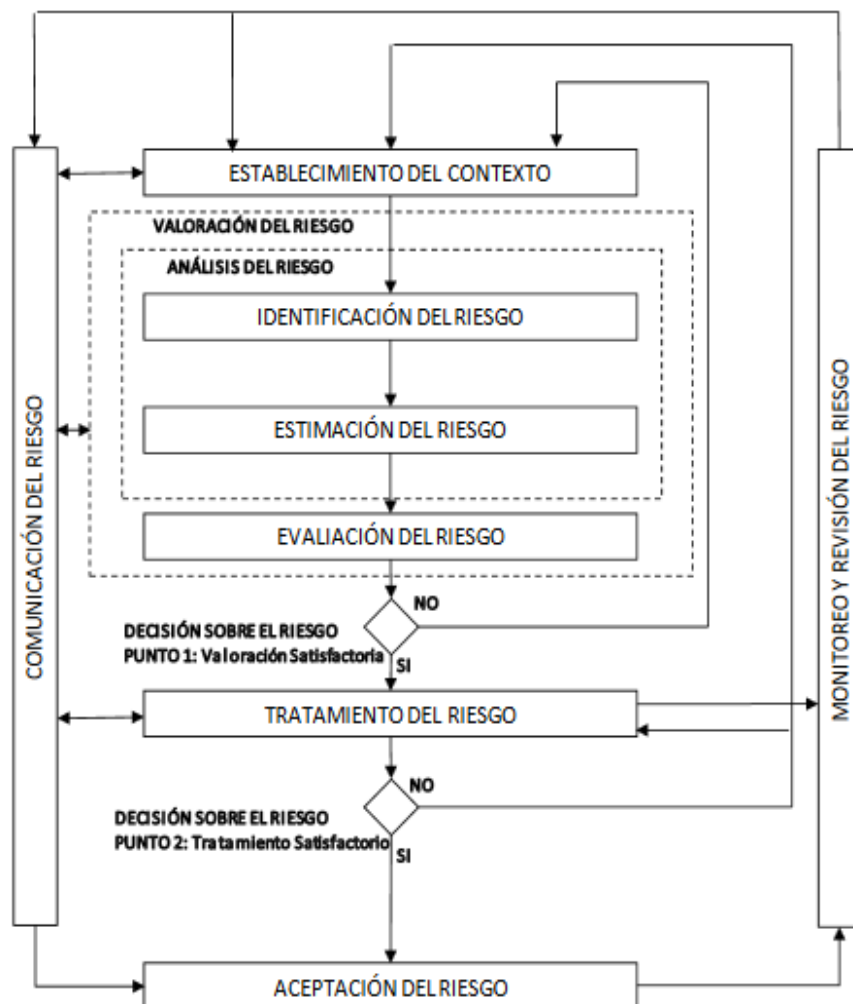 ESTABLECIMIENTO DEL CONTEXTO
VALORACIÓN DEL RIESGO
ANÁLISIS DEL RIESGO
IDENTIFICACIÓN DEL RIESGO
ESTIMACIÓN DEL RIESGO
EVALIACIÓN DEL RIESGO
NO
DECISIÓN SOBRE EL RIESGO
PUNTO 1: Valoración Satisfactoria
SI
TRATAMIENTO DEL RIESGO
NO
DECISIÓN SOBRE EL RIESGO
PUNTO 2: Tratamiento Satisfactorio
SI
ACEPTACIÓN DEL RIESGO
COMUNICACIÓN DEL RIESGO
MONITOREO Y REVISIÓN DEL RIESGO